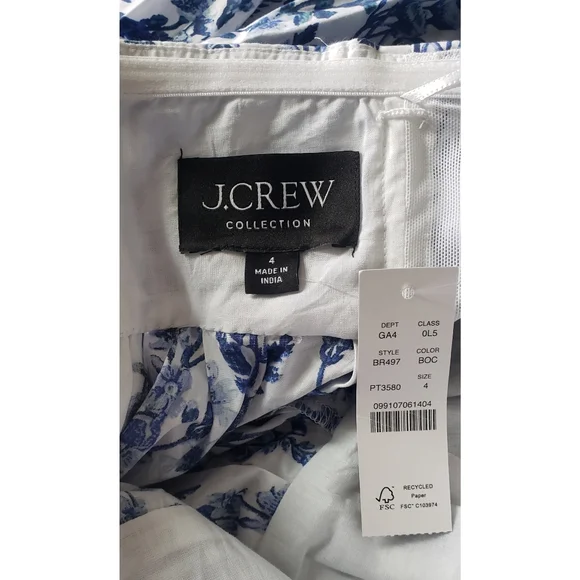 J.CREW
COLLECTION
4
MADE IN
INDIA
DEPT CLASS
GA4 0L5
STYLE COLOR
BR497 BOC
SIZE
PT3580 4
099107061404
FSC
RECYCLED
Paper
FSC® C103974